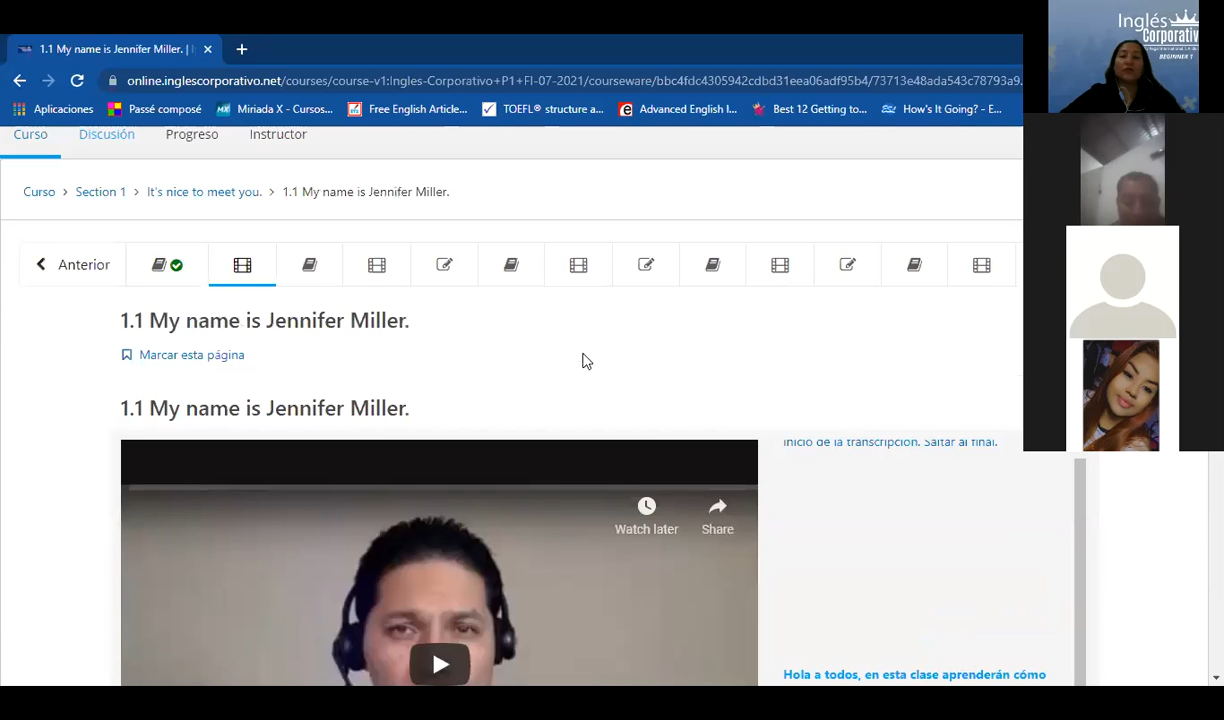 1.1 My name is Jennifer Miller. |
online.inglescorporativo.net/courses/course-v1:Ingles-Corporativo+P1+FI-07-2021/courseware/bbc4fdc4305942cdbd31eea06adf95b4/73713e48ada543c78793a9...
Aplicaciones Passé composé Miriada X - Cursos... Free English Article... TOEFL® structure a... Advanced English I... Best 12 Getting to... How's It Going? - E...
Curso Discusión Progreso Instructor
Curso > Section 1 > It's nice to meet you. > 1.1 My name is Jennifer Miller.
Anterior
1.1 My name is Jennifer Miller.
Marcar esta página
1.1 My name is Jennifer Miller.
Inicio de la transcripción. Saltar al final.
Watch later Share
Hola a todos, en esta clase aprenderán cómo
Inglés
Corporativo
BEGINNER 1